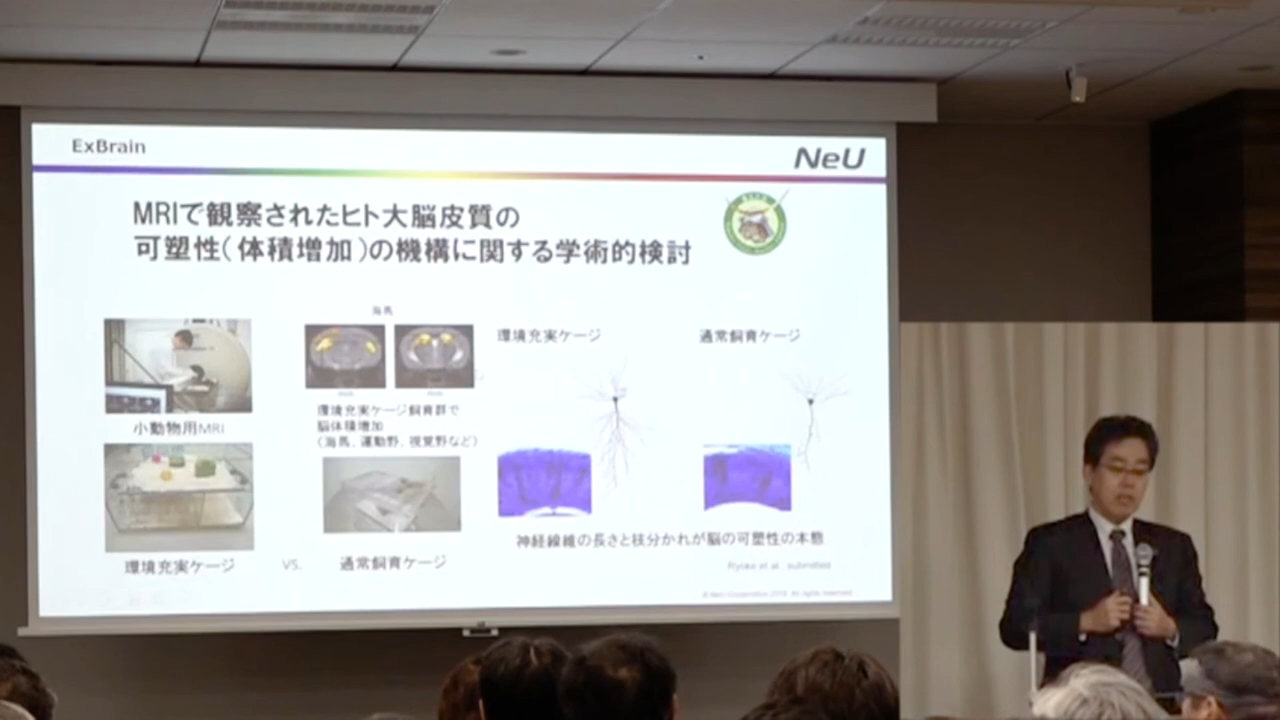 ExBrain
NeU
MRIで観察されたヒト大脳皮質の
可塑性(体積増加)の機構に関する学術的検討
海馬
環境充実ケージ
通常飼育ケージ
小動物用MRI
環境充実ケージ飼育群で
脳体積増加
(海馬、運動野、視覚野など)
環境充実ケージ
vs.
通常飼育ケージ
神経線維の長さと枝分かれが脳の可塑性の本態
Ryoke et al., submitted